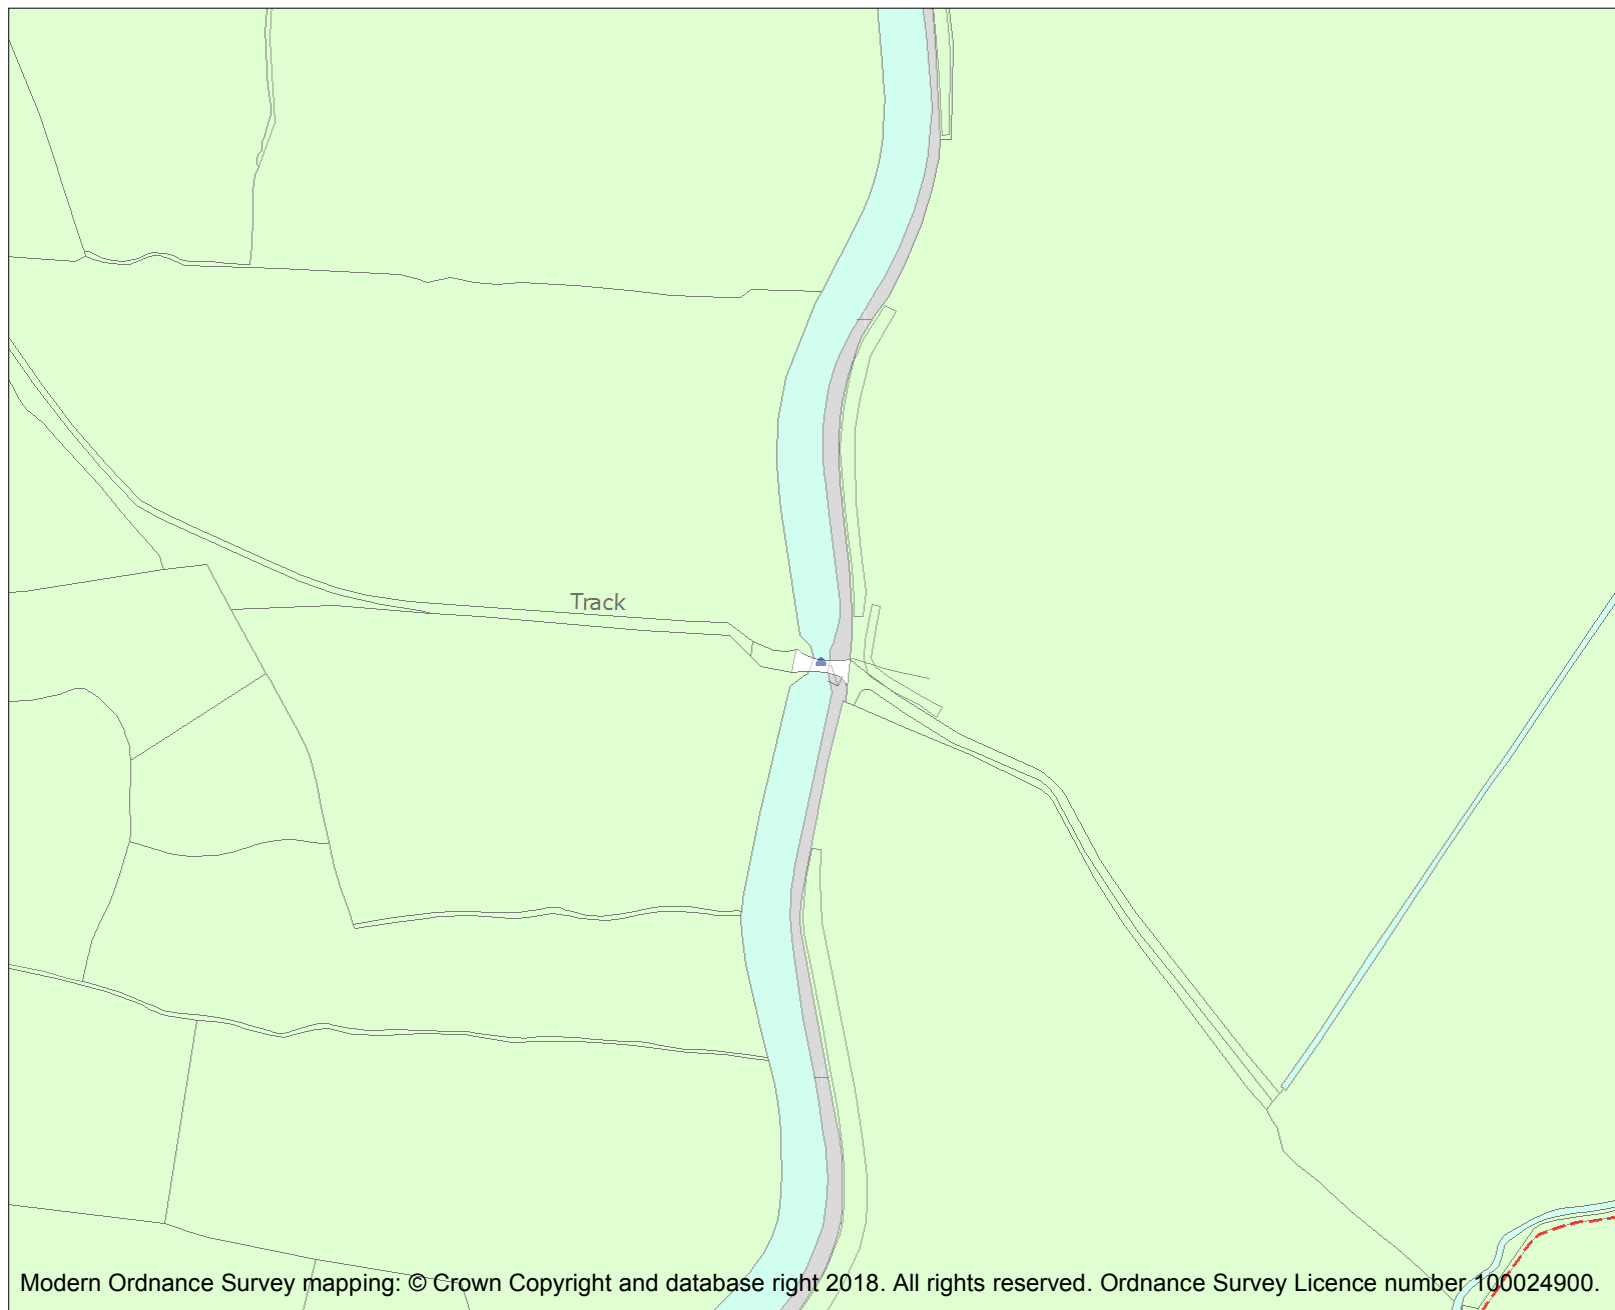 Track
Modern Ordnance Survey mapping: © Crown Copyright and database right 2018. All rights reserved. Ordnance Survey Licence number 100024900.